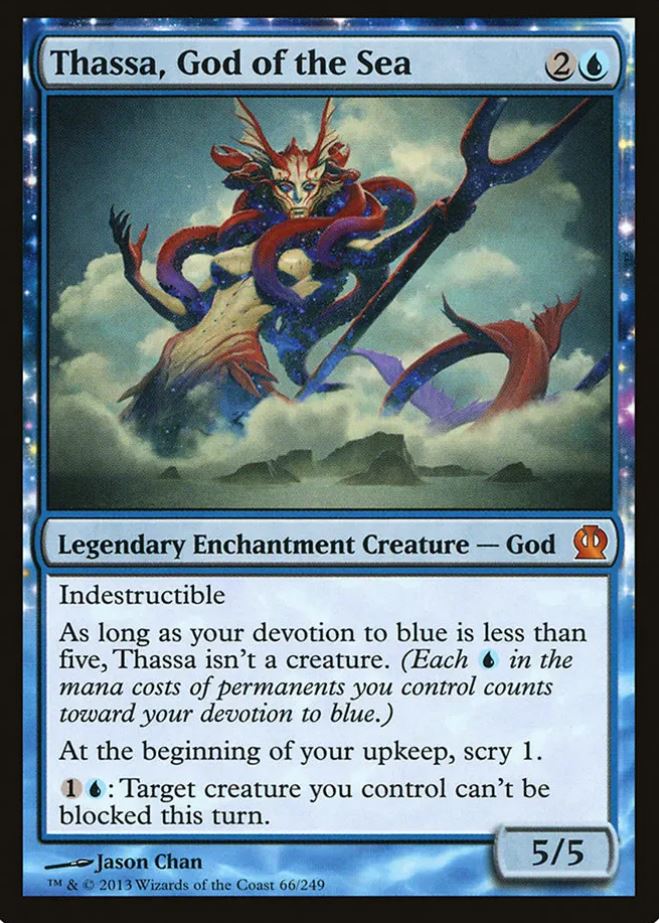 Thassa, God of the Sea 2
Legendary Enchantment Creature — God
Indestructible
As long as your devotion to blue is less than
five, Thassa isn't a creature. (Each in the
mana costs of permanents you control counts
toward your devotion to blue.)
At the beginning of your upkeep, scry 1.
1 : Target creature you control can't be
blocked this turn.
5/5
Jason Chan
™ & © 2013 Wizards of the Coast 66/249